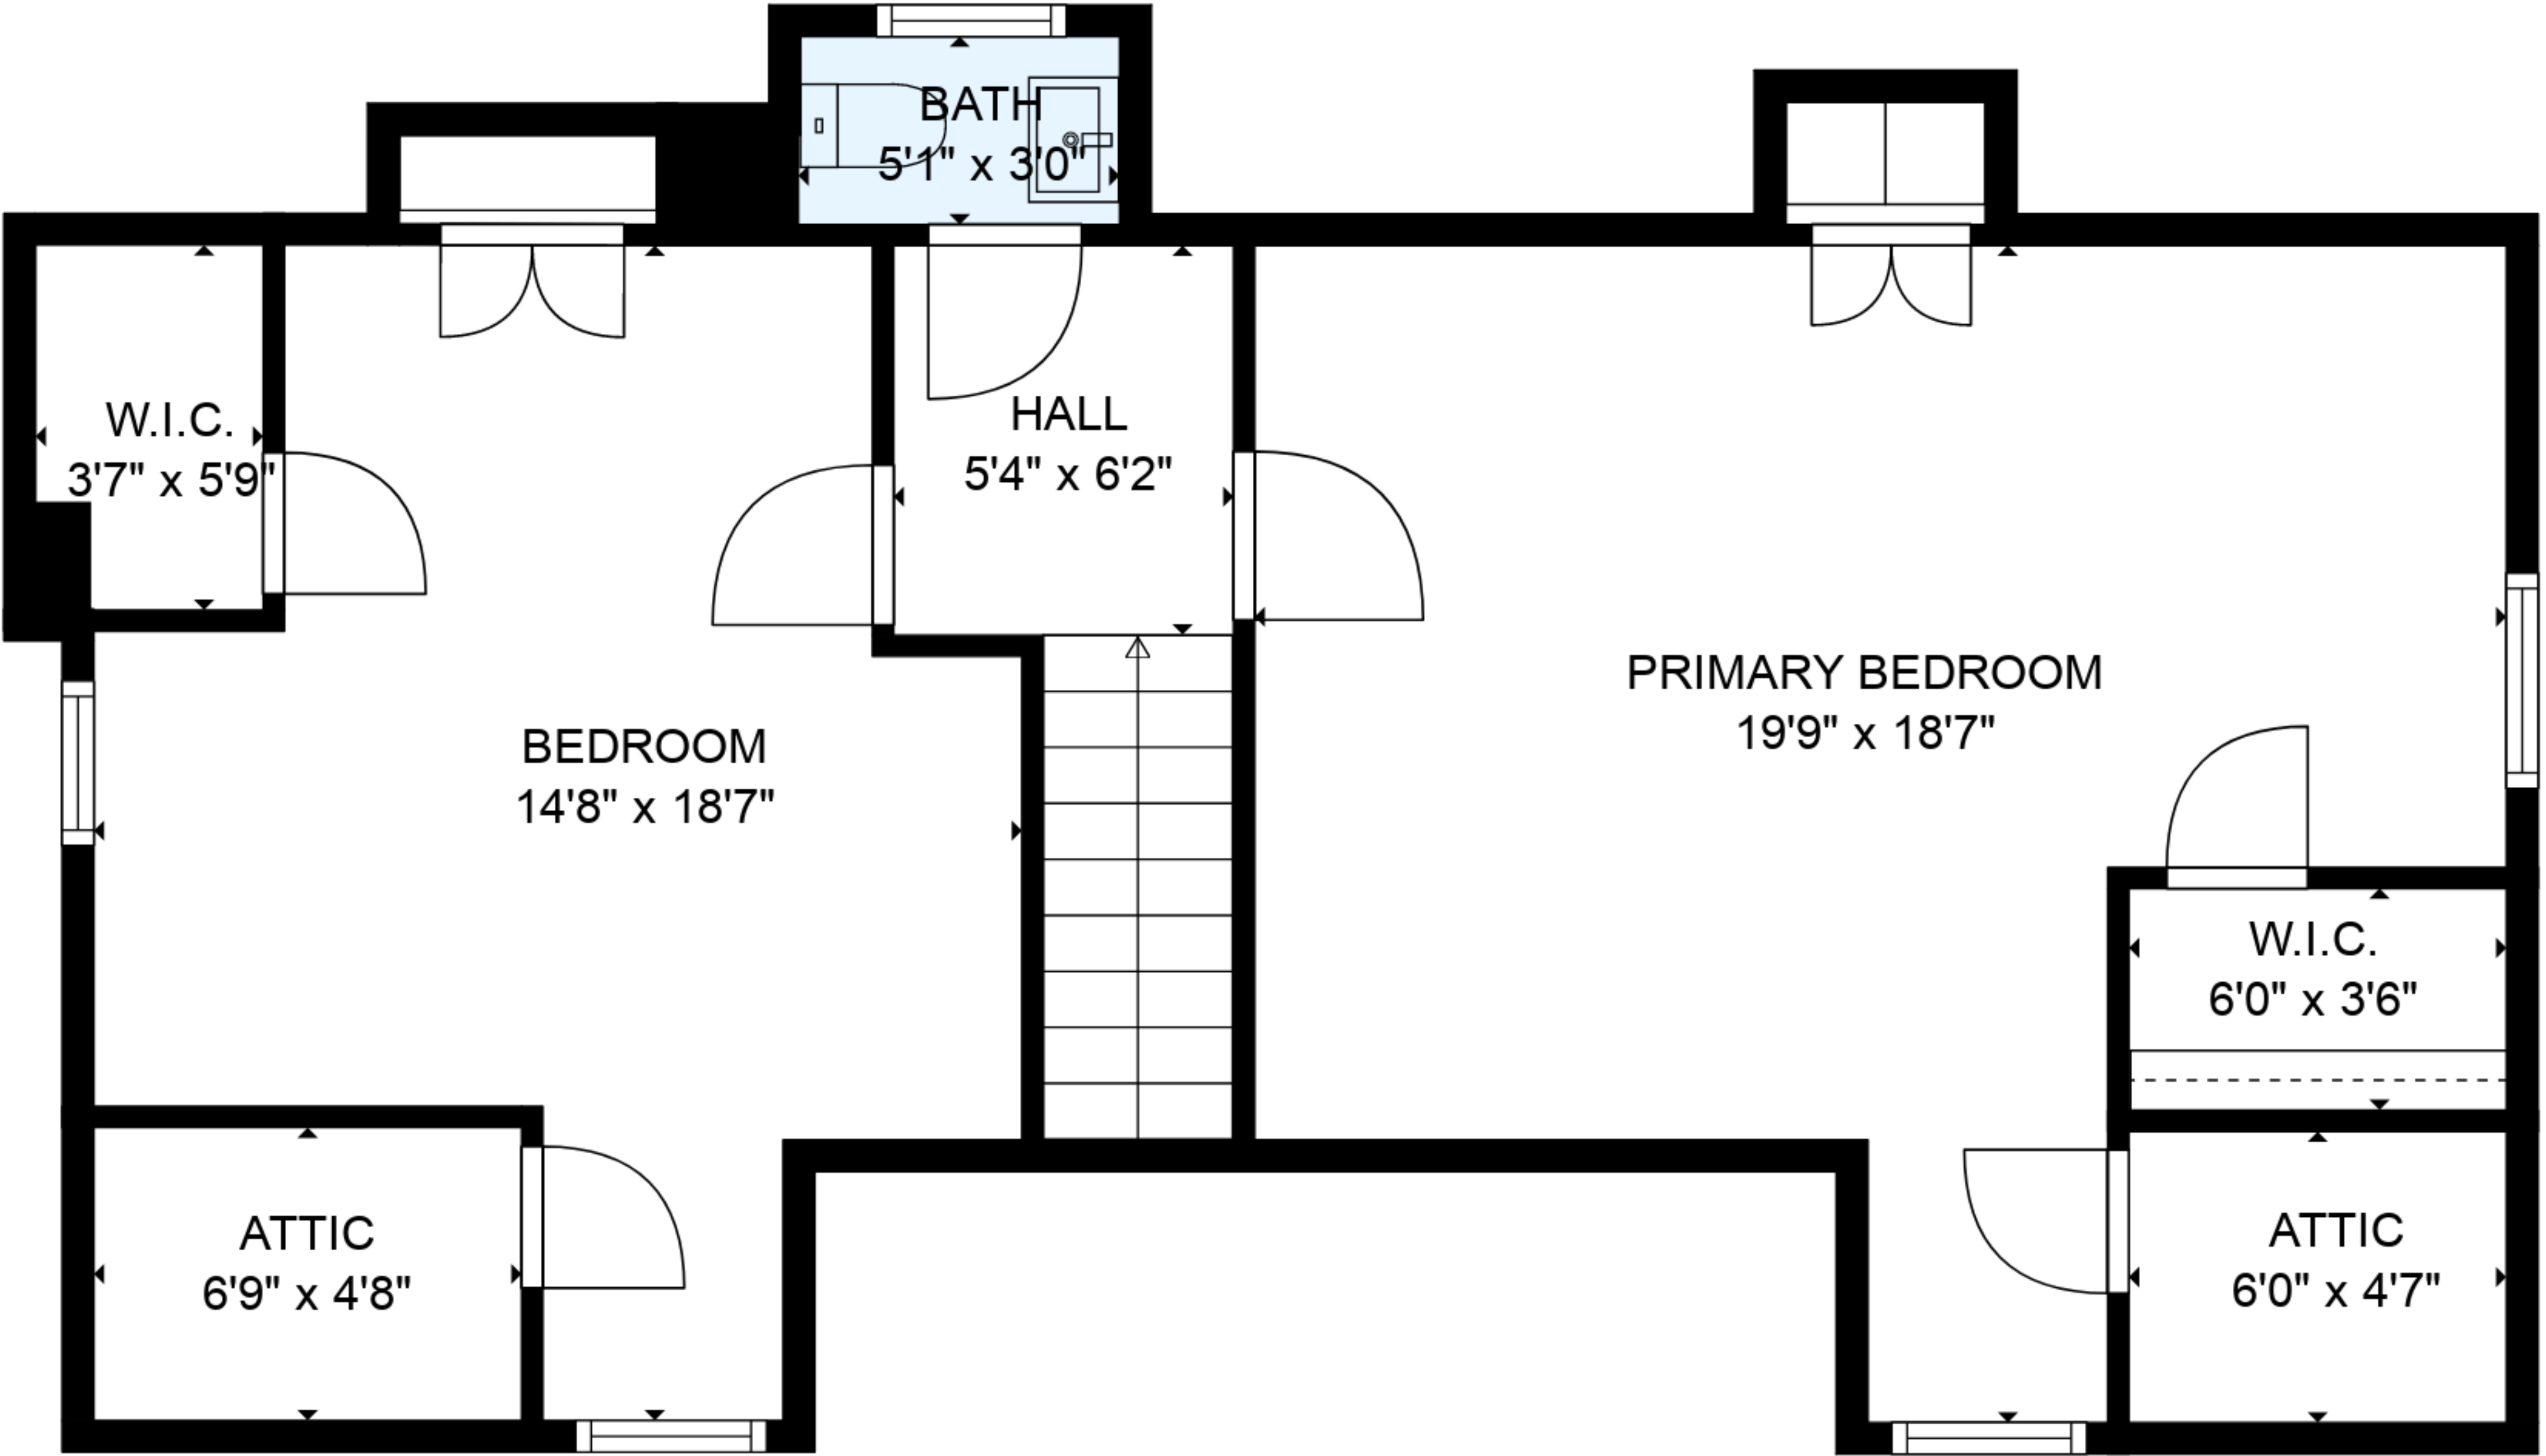 BATH
5'1" x 3'0"
W.I.C.
3'7" x 5'9"
HALL
5'4" x 6'2"
BEDROOM
14'8" x 18'7"
PRIMARY BEDROOM
19'9" x 18'7"
W.I.C.
6'0" x 3'6"
ATTIC
6'9" x 4'8"
ATTIC
6'0" x 4'7"